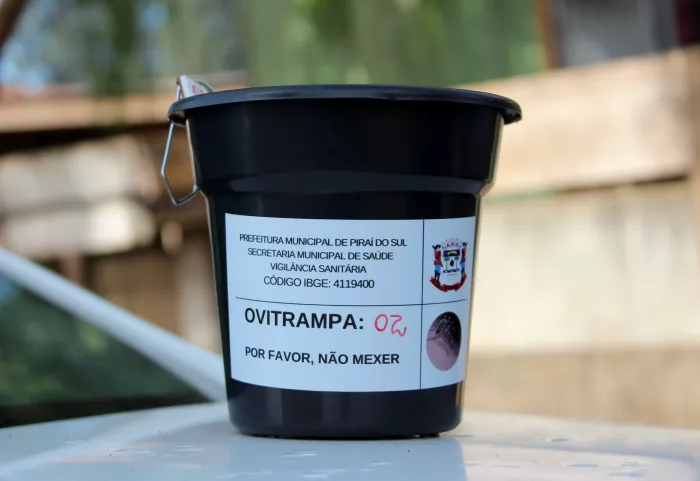 PREFEITURA MUNICIPAL DE PIRAÍ DO SUL
SECRETARIA MUNICIPAL DE SAÚDE
VIGILÂNCIA SANITÁRIA
CÓDIGO IBGE: 4119400
OVITRAMPA: 02
POR FAVOR, NÃO MEXER